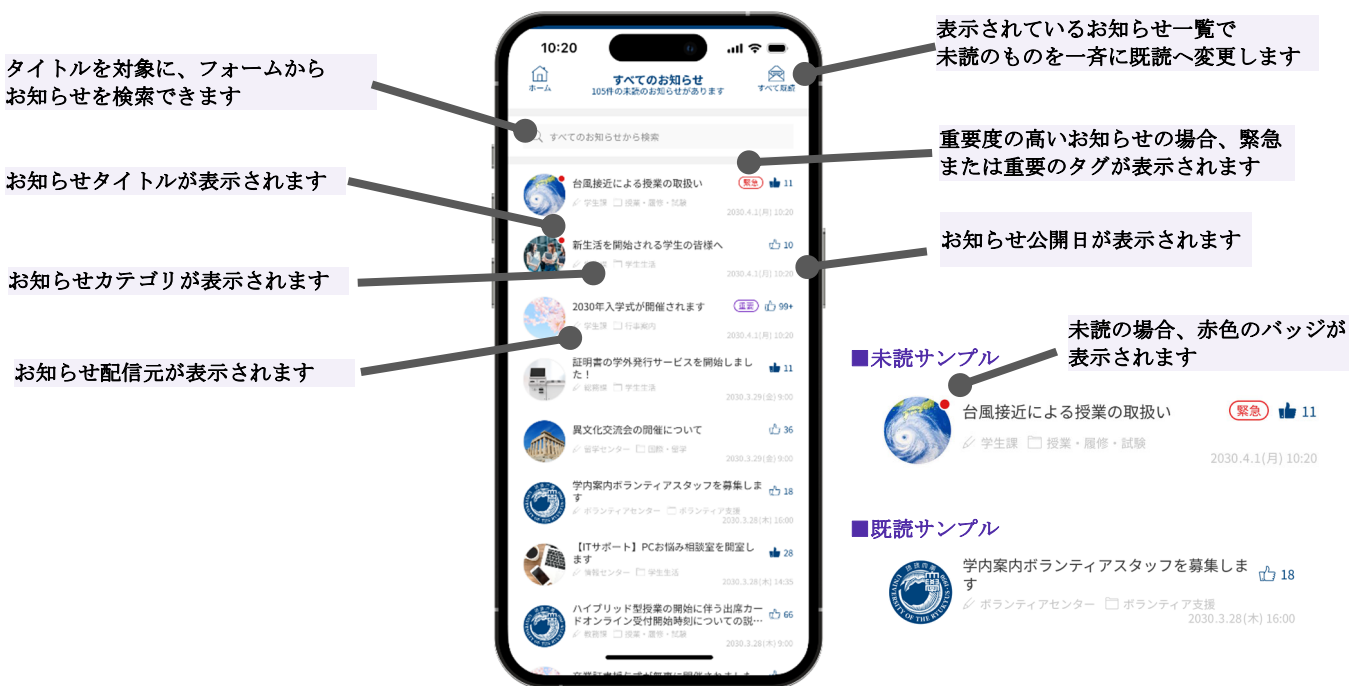 タイトルを対象に、フォームから
お知らせを検索できます
お知らせタイトルが表示されます
お知らせカテゴリが表示されます
お知らせ配信元が表示されます
10:20
ホーム
すべてのお知らせ
105件の未読のお知らせがあります
すべて既読
すべてのお知らせから検索
台風接近による授業の取扱い
緊急
11
学生課 授業・履修・試験
2030.4.1(月) 10:20
新生活を開始される学生の皆様へ
10
学生生活
2030.4.1(月) 10:20
2030年入学式が開催されます
重要
99+
学生課 行事案内
2030.4.1(月) 10:20
証明書の学外発行サービスを開始しまし
た！
11
総務課 学生生活
2030.3.29(金) 9:00
異文化交流会の開催について
36
留学センター 国際・留学
2030.3.29(金) 9:00
学内案内ボランティアスタッフを募集しま
す
18
ボランティアセンター ボランティア支援
2030.3.28(木) 16:00
【ITサポート】PCお悩み相談室を開室し
ます
28
情報センター 学生生活
2030.3.28(木) 14:35
ハイブリッド型授業の開始に伴う出席カー
ドオンライン受付開始時刻についての説…
66
教務課 授業・履修・試験
2030.3.28(木) 9:00
表示されているお知らせ一覧で
未読のものを一斉に既読へ変更します
重要度の高いお知らせの場合、緊急
または重要のタグが表示されます
お知らせ公開日が表示されます
未読の場合、赤色のバッジが
表示されます
■未読サンプル
台風接近による授業の取扱い
緊急
11
学生課 授業・履修・試験
2030.4.1(月) 10:20
■既読サンプル
学内案内ボランティアスタッフを募集しま
す
18
ボランティアセンター ボランティア支援
2030.3.28(木) 16:00
UNIVERSITY OF THE RYUKYUS